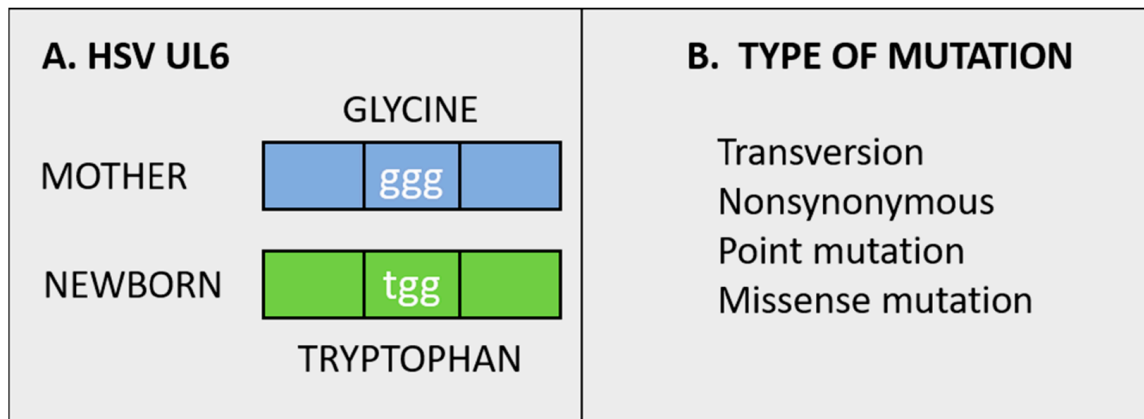 A. HSV UL6
GLYCINE
MOTHER
ggg
NEWBORN
tgg
TRYPTOPHAN
B. TYPE OF MUTATION
Transversion
Nonsynonymous
Point mutation
Missense mutation